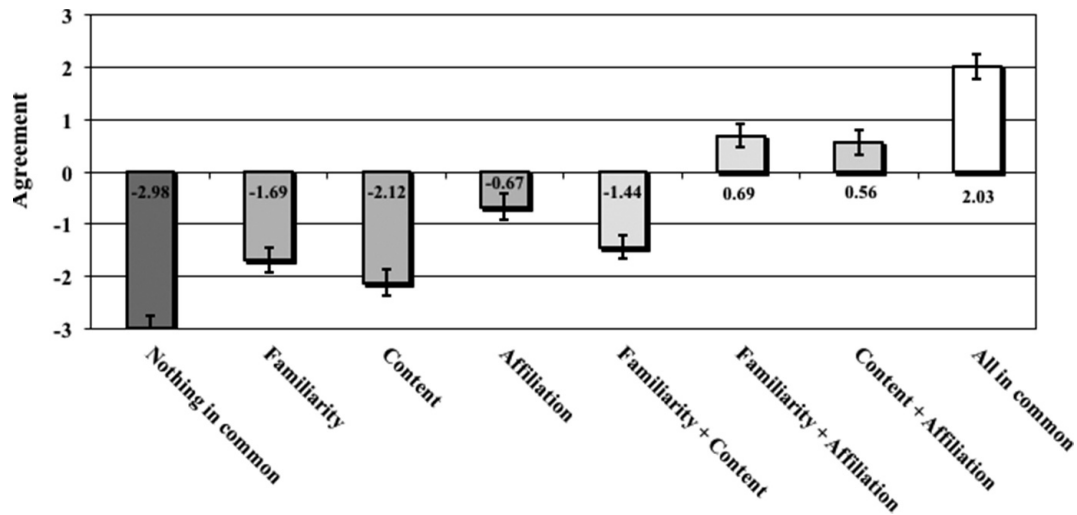 3
2
1
0
-1
-2
-3
Agreement
-2.98
-1.69
-2.12
-0.67
-1.44
0.69
0.56
2.03
Nothing in common
Familiarity
Content
Affiliation
Familiarity + Content
Familiarity + Affiliation
Content + Affiliation
All in common